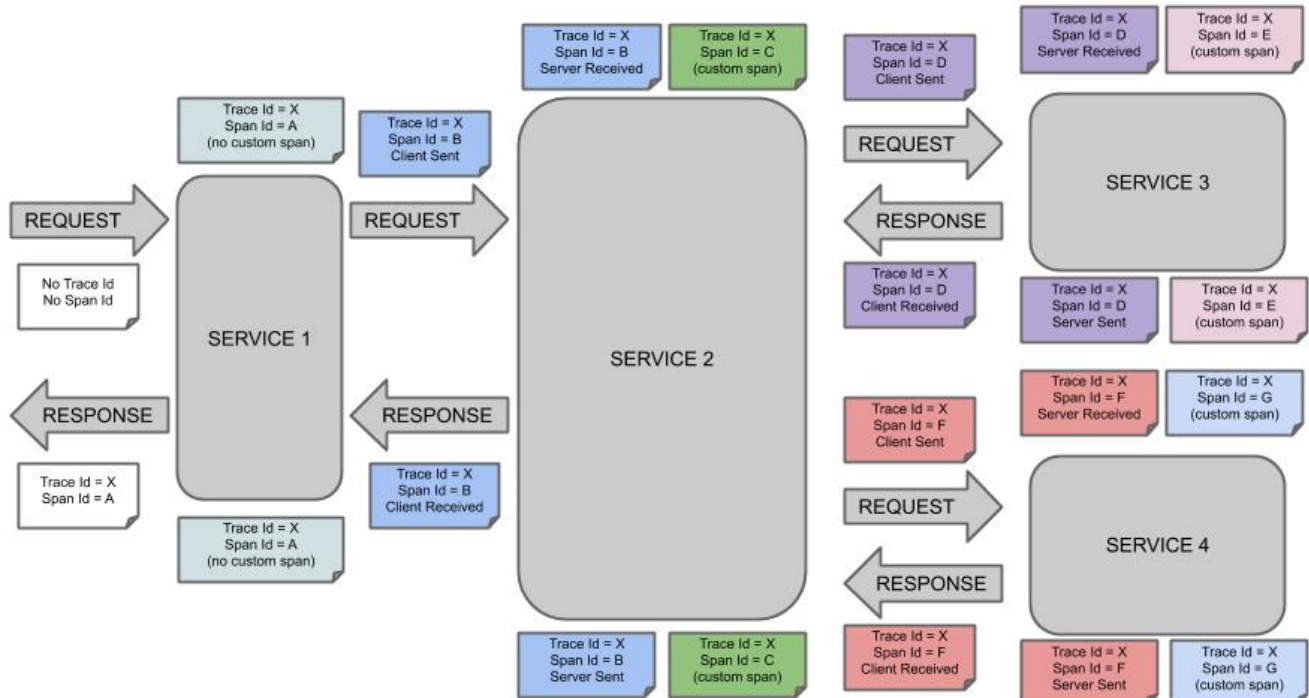 Trace Id = X
Span Id = B
Server Received
Trace Id = X
Span Id = C
(custom span)
Trace Id = X
Span Id = D
Client Sent
Trace Id = X
Span Id = D
Server Received
Trace Id = X
Span Id = E
(custom span)
Trace Id = X
Span Id = A
(no custom span)
Trace Id = X
Span Id = B
Client Sent
REQUEST
SERVICE 3
REQUEST
REQUEST
RESPONSE
No Trace Id
No Span Id
Trace Id = X
Span Id = D
Client Received
Trace Id = X
Span Id = D
Server Sent
Trace Id = X
Span Id = E
(custom span)
SERVICE 1
SERVICE 2
RESPONSE
RESPONSE
Trace Id = X
Span Id = F
Client Sent
Trace Id = X
Span Id = F
Server Received
Trace Id = X
Span Id = G
(custom span)
Trace Id = X
Span Id = A
Trace Id = X
Span Id = B
Client Received
REQUEST
Trace Id = X
Span Id = A
(no custom span)
SERVICE 4
RESPONSE
Trace Id = X
Span Id = B
Server Sent
Trace Id = X
Span Id = C
(custom span)
Trace Id = X
Span Id = F
Client Received
Trace Id = X
Span Id = F
Server Sent
Trace Id = X
Span Id = G
(custom span)